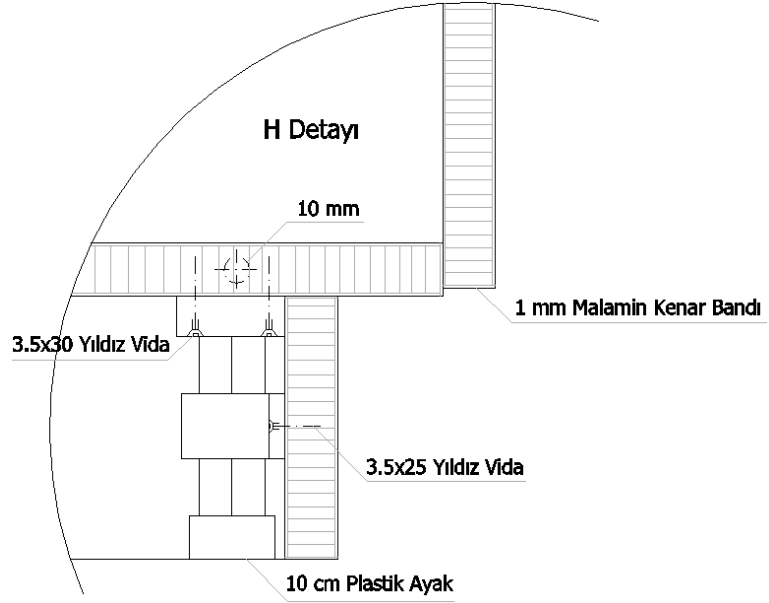 H Detayı
10 mm
1 mm Malamin Kenar Bandı
3.5x30 Yıldız Vida
3.5x25 Yıldız Vida
10 cm Plastik Ayak